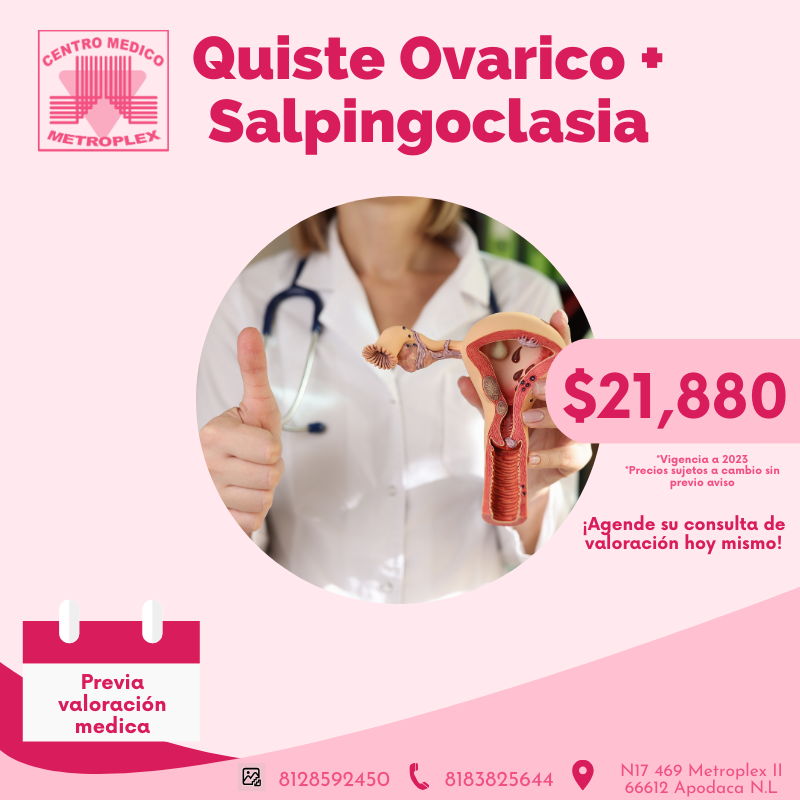 CENTRO MEDICO
METROPLEX
Quiste Ovarico +
Salpingoclasia
$21,880
*Vigencia a 2023
*Precios sujetos a cambio sin
previo aviso
¡Agende su consulta de
valoración hoy mismo!
Previa
valoración
medica
8128592450
8183825644
N17 469 Metroplex II
66612 Apodaca N.L